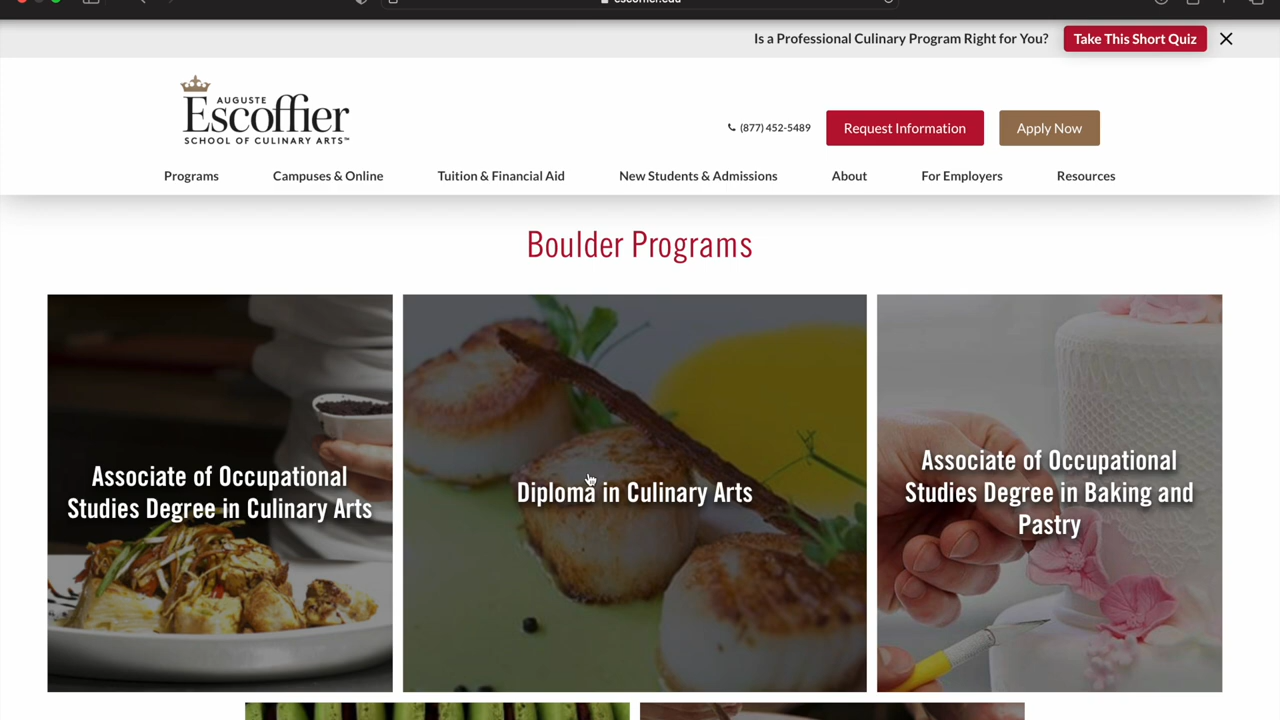 escoffier.edu
Is a Professional Culinary Program Right for You?
Take This Short Quiz
AUGUSTE
Escoffier
SCHOOL OF CULINARY ARTS™
(877) 452-5489
Request Information
Apply Now
Programs
Campuses & Online
Tuition & Financial Aid
New Students & Admissions
About
For Employers
Resources
Boulder Programs
Associate of Occupational
Studies Degree in Culinary Arts
Diploma in Culinary Arts
Associate of Occupational
Studies Degree in Baking and
Pastry